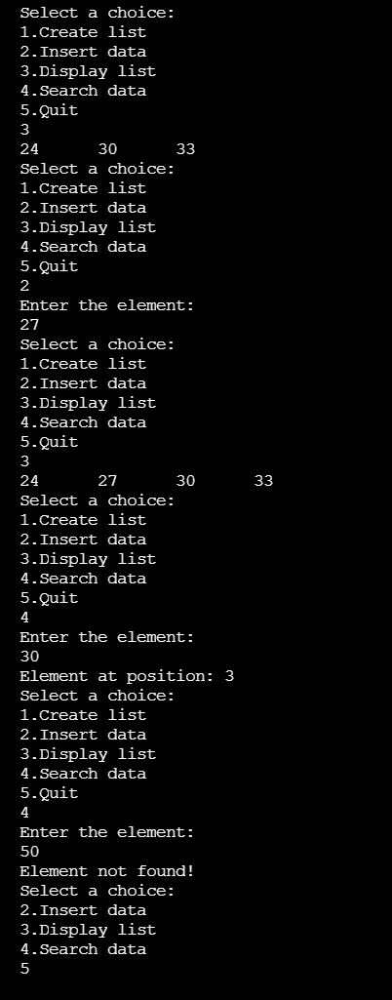 Select a choice:
1.Create list
2.Insert data
3.Display list
4.Search data
5.Quit
3
24 30 33
Select a choice:
1.Create list
2.Insert data
3.Display list
4.Search data
5.Quit
2
Enter the element:
27
Select a choice:
1.Create list
2.Insert data
3.Display list
4.Search data
5.Quit
3
24 27 30 33
Select a choice:
1.Create list
2.Insert data
3.Display list
4.Search data
5.Quit
4
Enter the element:
30
Element at position: 3
Select a choice:
1.Create list
2.Insert data
3.Display list
4.Search data
5.Quit
4
Enter the element:
50
Element not found!
Select a choice:
2.Insert data
3.Display list
4.Search data
5